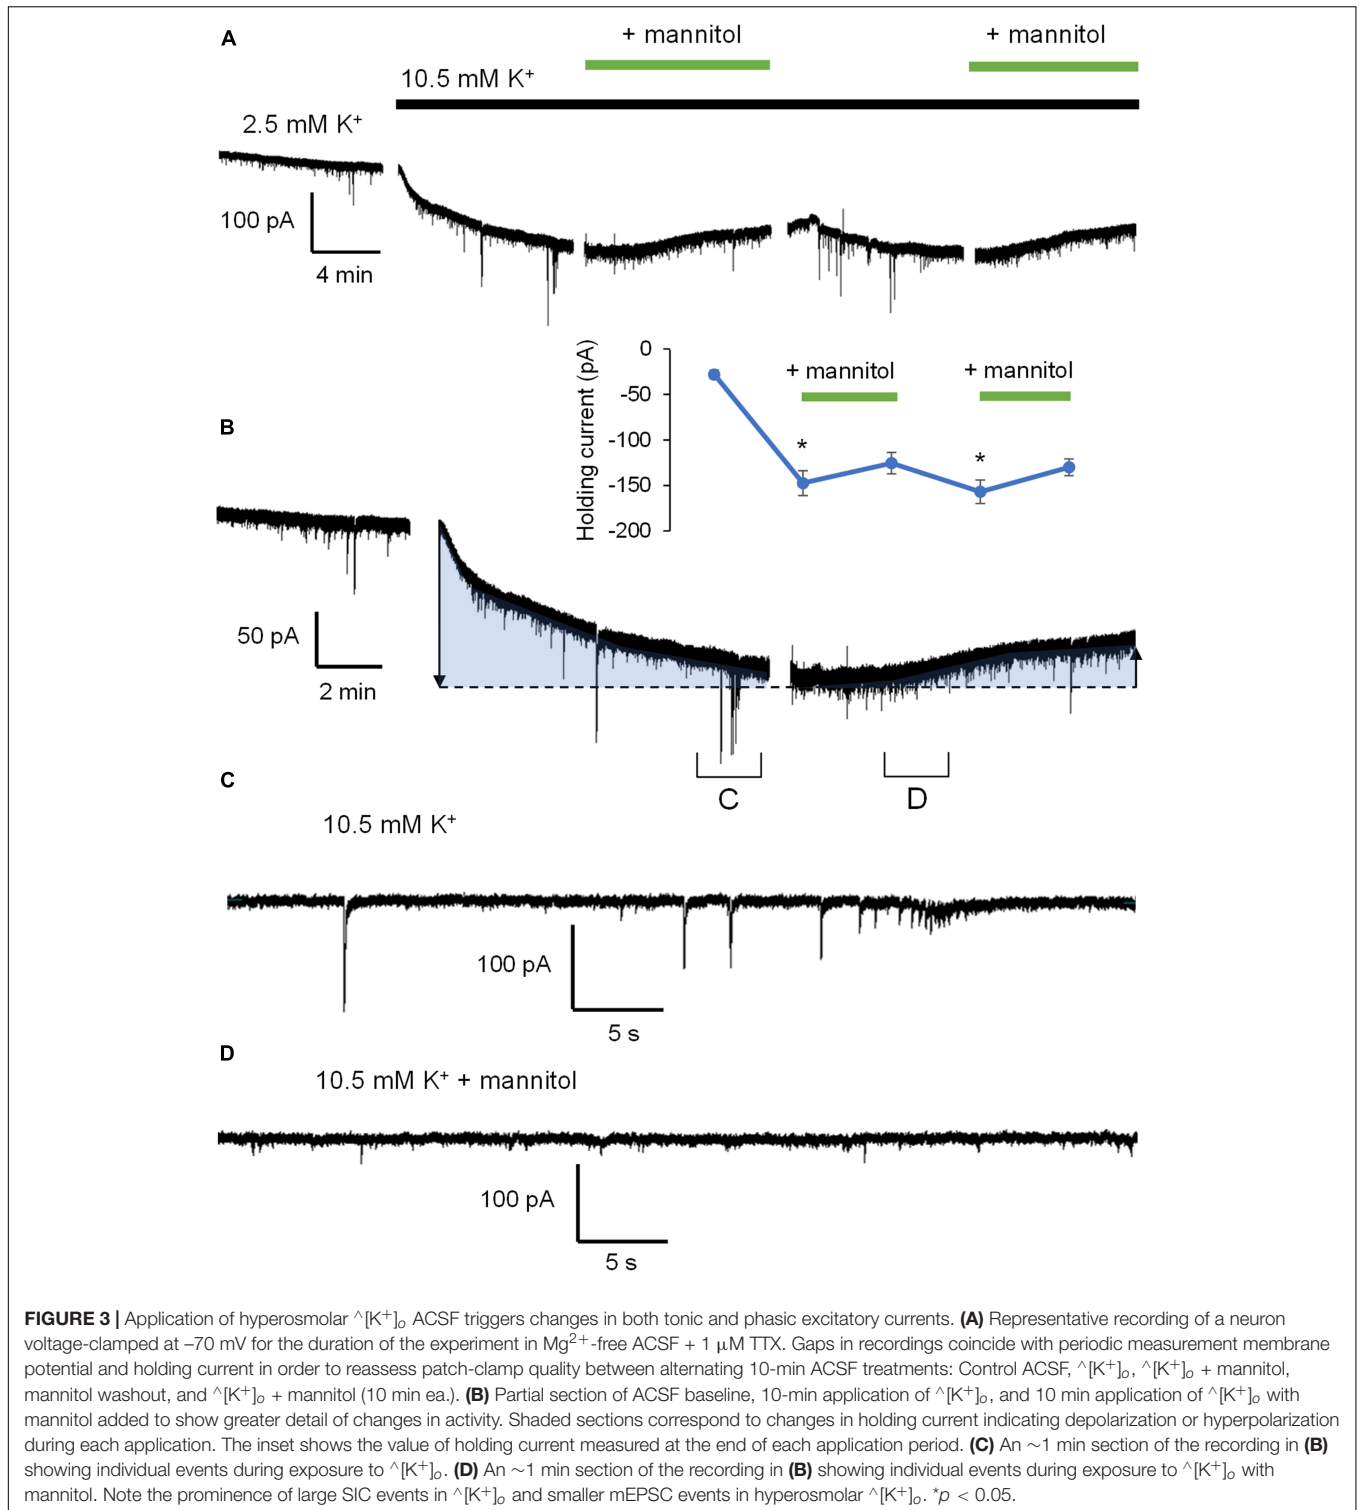 A
+ mannitol
+ mannitol
10.5 mM K⁺
2.5 mM K⁺
100 pA
4 min
Holding current (pA)
0
-50
-100
-150
-200
+ mannitol
+ mannitol
*
*
B
50 pA
2 min
C
D
C
10.5 mM K⁺
100 pA
5 s
D
10.5 mM K⁺ + mannitol
100 pA
5 s
FIGURE 3 | Application of hyperosmolar ^[K⁺]ₒ ACSF triggers changes in both tonic and phasic excitatory currents. (A) Representative recording of a neuron
voltage-clamped at –70 mV for the duration of the experiment in Mg²⁺-free ACSF + 1 μM TTX. Gaps in recordings coincide with periodic measurement membrane
potential and holding current in order to reassess patch-clamp quality between alternating 10-min ACSF treatments: Control ACSF, ^[K⁺]ₒ, ^[K⁺]ₒ + mannitol,
mannitol washout, and ^[K⁺]ₒ + mannitol (10 min ea.). (B) Partial section of ACSF baseline, 10-min application of ^[K⁺]ₒ, and 10 min application of ^[K⁺]ₒ with
mannitol added to show greater detail of changes in activity. Shaded sections correspond to changes in holding current indicating depolarization or hyperpolarization
during each application. The inset shows the value of holding current measured at the end of each application period. (C) An ~1 min section of the recording in (B)
showing individual events during exposure to ^[K⁺]ₒ. (D) An ~1 min section of the recording in (B) showing individual events during exposure to ^[K⁺]ₒ with
mannitol. Note the prominence of large SIC events in ^[K⁺]ₒ and smaller mEPSC events in hyperosmolar ^[K⁺]ₒ. *p < 0.05.